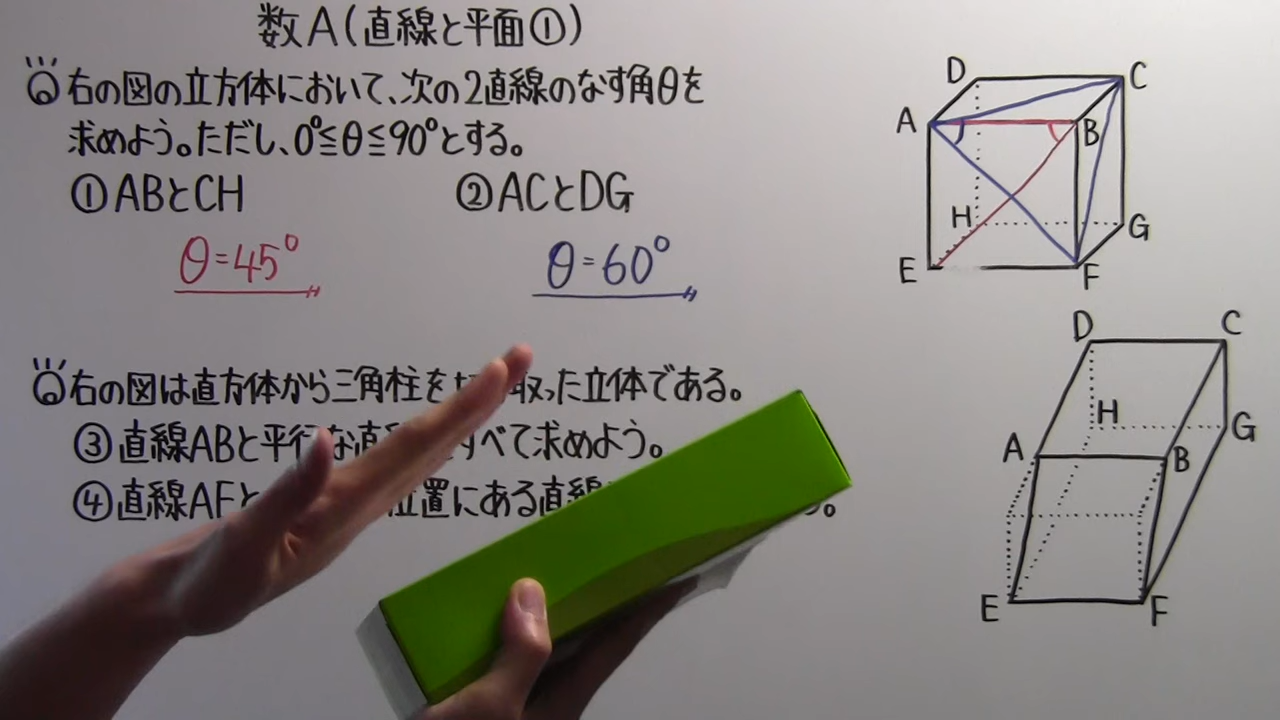 数A(直線と平面①)
Q 右の図の立方体において、次の2直線のなす角θを
求めよう。ただし、0°≦θ≦90°とする。
①ABとCH ②ACとDG
θ=45° θ=60°
Q 右の図は直方体から三角柱を取った立体である。
③直線ABと平行な直すべて求めよう。
④直線AFと位置にある直線。
D C
A B
H G
E F
D C
H G
A B
E F